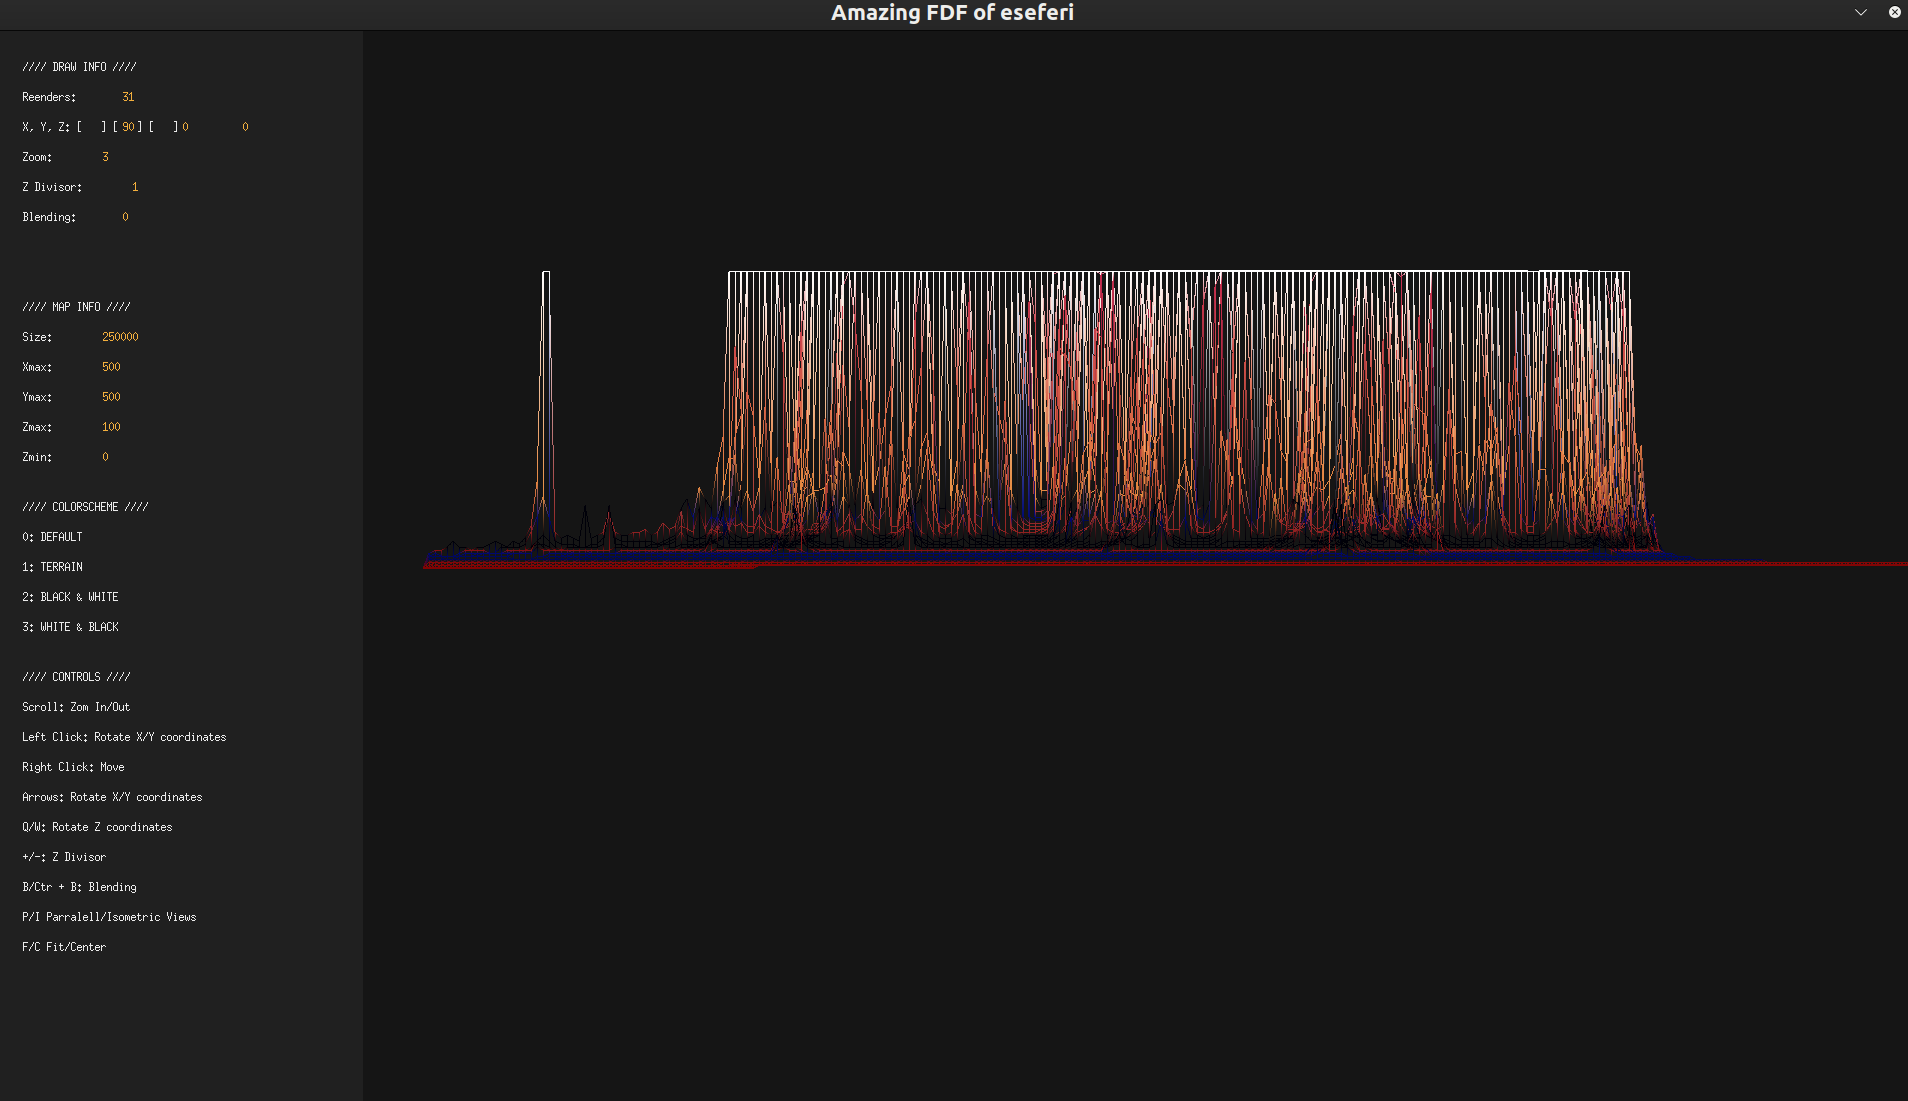 Amazing FDF of eseferi
//// DRAW INFO ////
Reenders: 31
X, Y, Z: [ ] [ 90 ] [ ] 0 0
Zoom: 3
Z Divisor: 1
Blending: 0
//// MAP INFO ////
Size: 250000
Xmax: 500
Ymax: 500
Zmax: 100
Zmin: 0
//// COLORSCHEME ////
0: DEFAULT
1: TERRAIN
2: BLACK & WHITE
3: WHITE & BLACK
//// CONTROLS ////
Scroll: Zom In/Out
Left Click: Rotate X/Y coordinates
Right Click: Move
Arrows: Rotate X/Y coordinates
Q/W: Rotate Z coordinates
+/-: Z Divisor
B/Ctr + B: Blending
P/I Parralell/Isometric Views
F/C Fit/Center